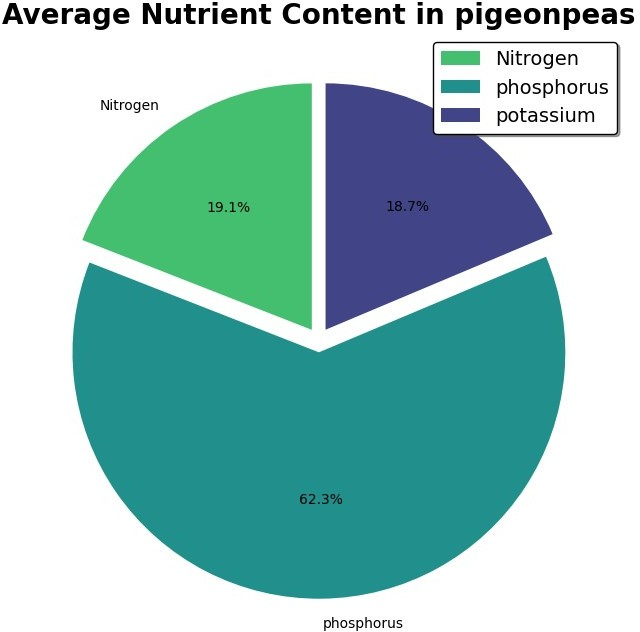 Average Nutrient Content in pigeonpeas
Nitrogen
phosphorus
potassium
Nitrogen
19.1%
18.7%
62.3%
phosphorus